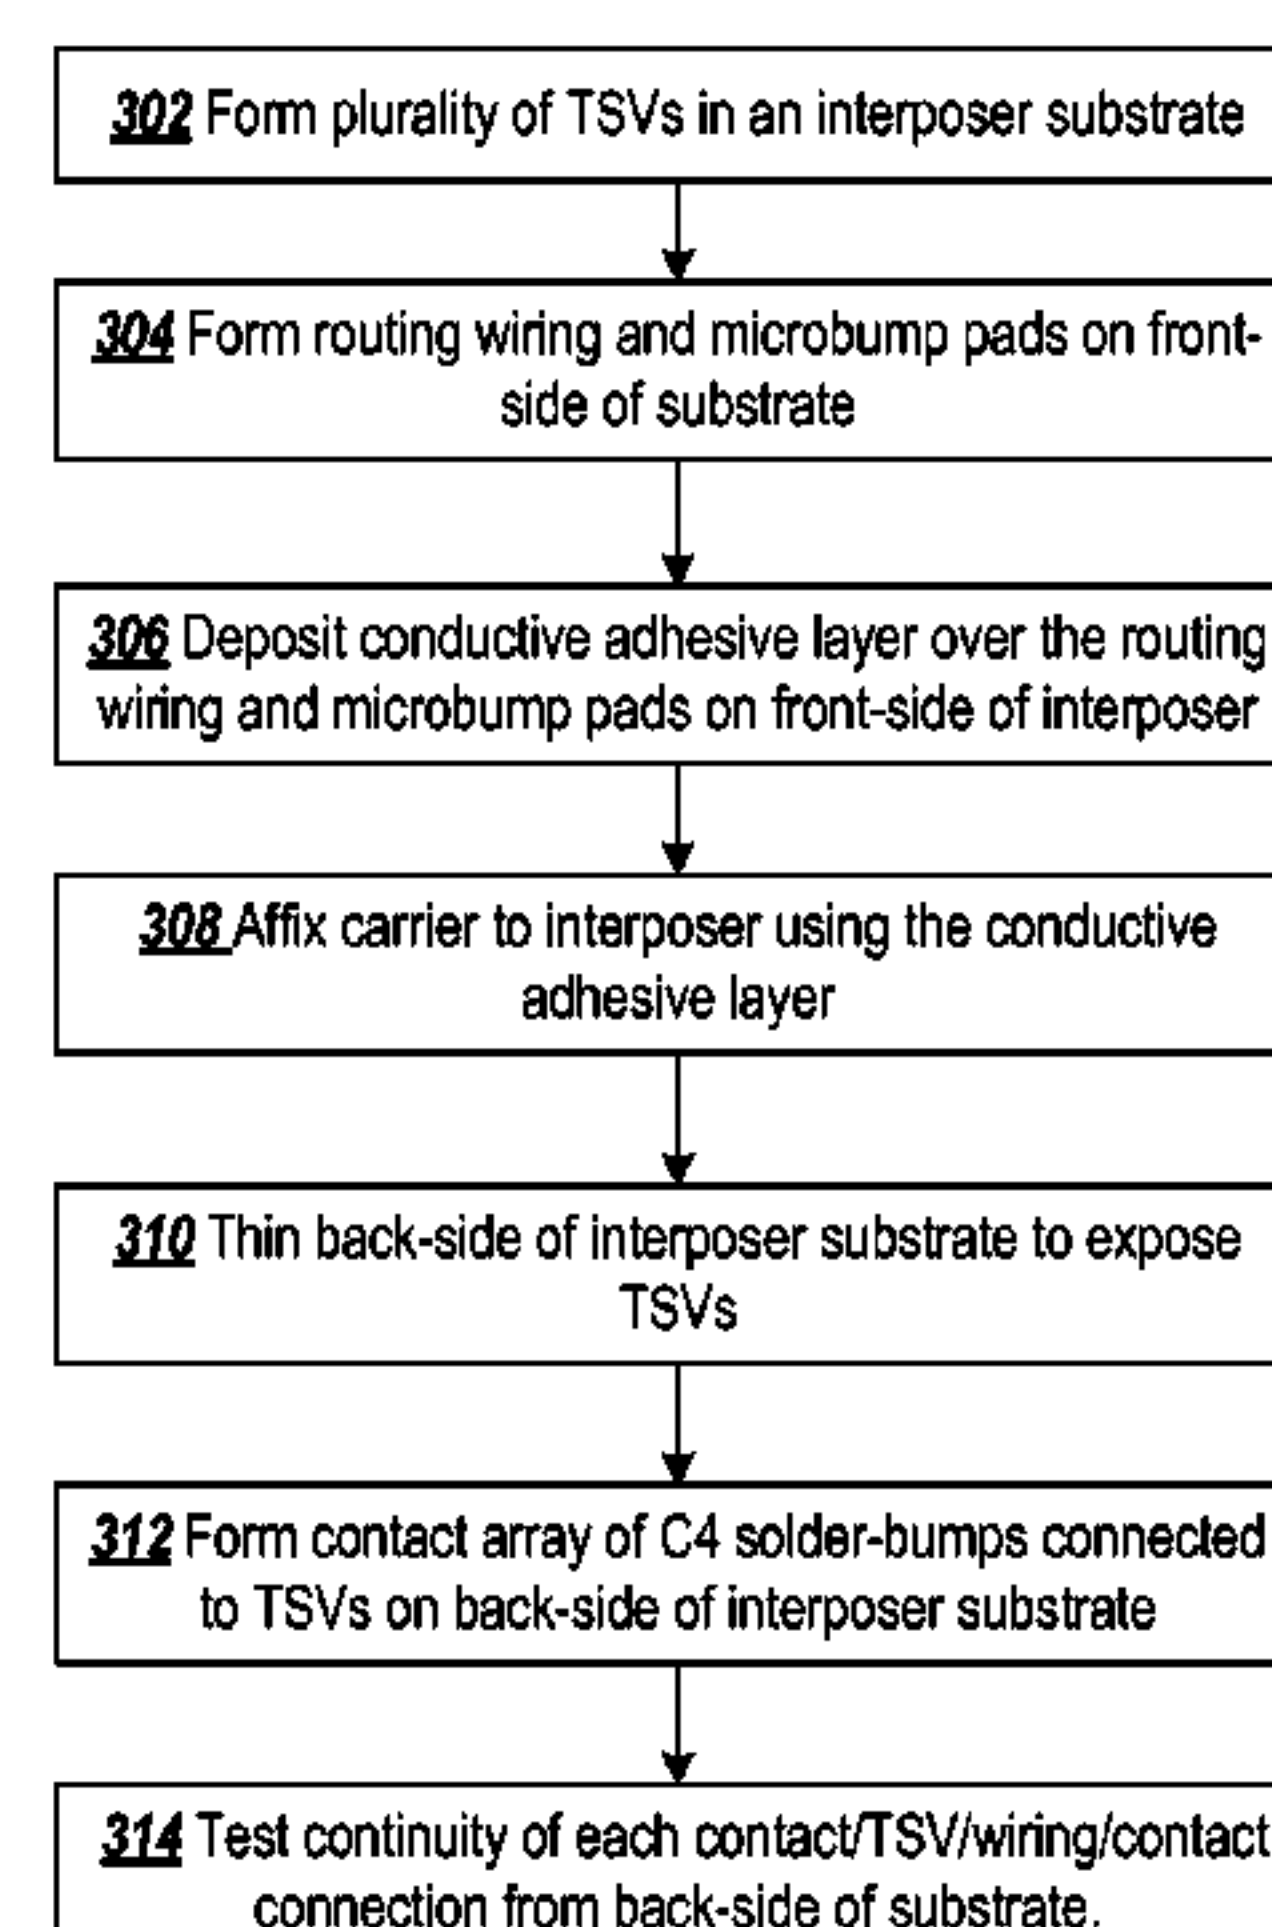 302 Form plurality of TSVs in an interposer substrate
304 Form routing wiring and microbump pads on front-
side of substrate
306 Deposit conductive adhesive layer over the routing
wiring and microbump pads on front-side of interposer
308 Affix carrier to interposer using the conductive
adhesive layer
310 Thin back-side of interposer substrate to expose
TSVs
312 Form contact array of C4 solder-bumps connected
to TSVs on back-side of interposer substrate
314 Test continuity of each contact/TSV/wiring/contact
connection from back-side of substrate.